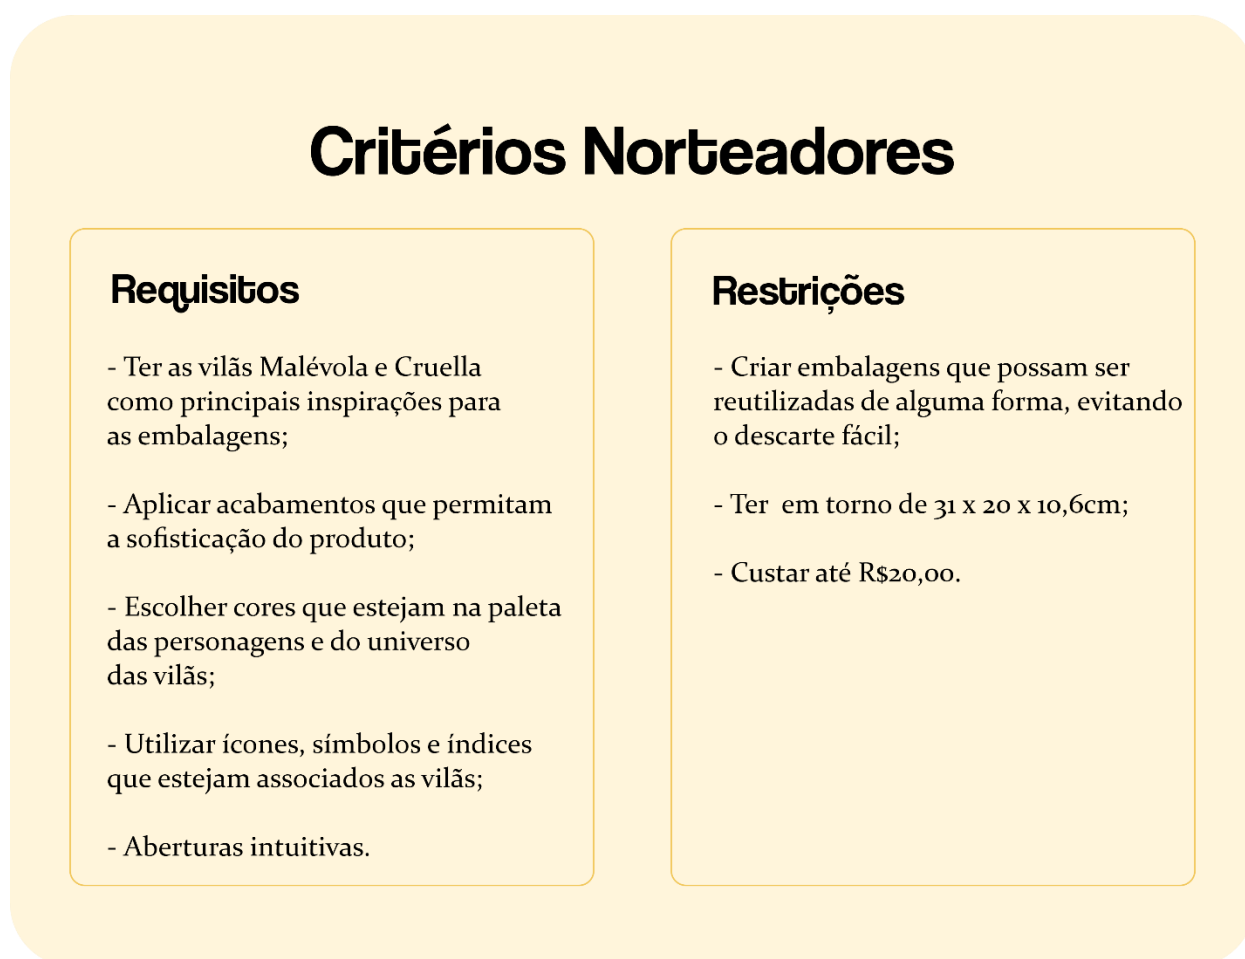 Critérios Norteadores
Requisitos
- Ter as vilãs Malévola e Cruella
como principais inspirações para
as embalagens;
- Aplicar acabamentos que permitam
a sofisticação do produto;
- Escolher cores que estejam na paleta
das personagens e do universo
das vilãs;
- Utilizar ícones, símbolos e índices
que estejam associados as vilãs;
- Aberturas intuitivas.
Restrições
- Criar embalagens que possam ser
reutilizadas de alguma forma, evitando
o descarte fácil;
- Ter  em torno de 31 x 20 x 10,6cm;
- Custar até R$20,00.